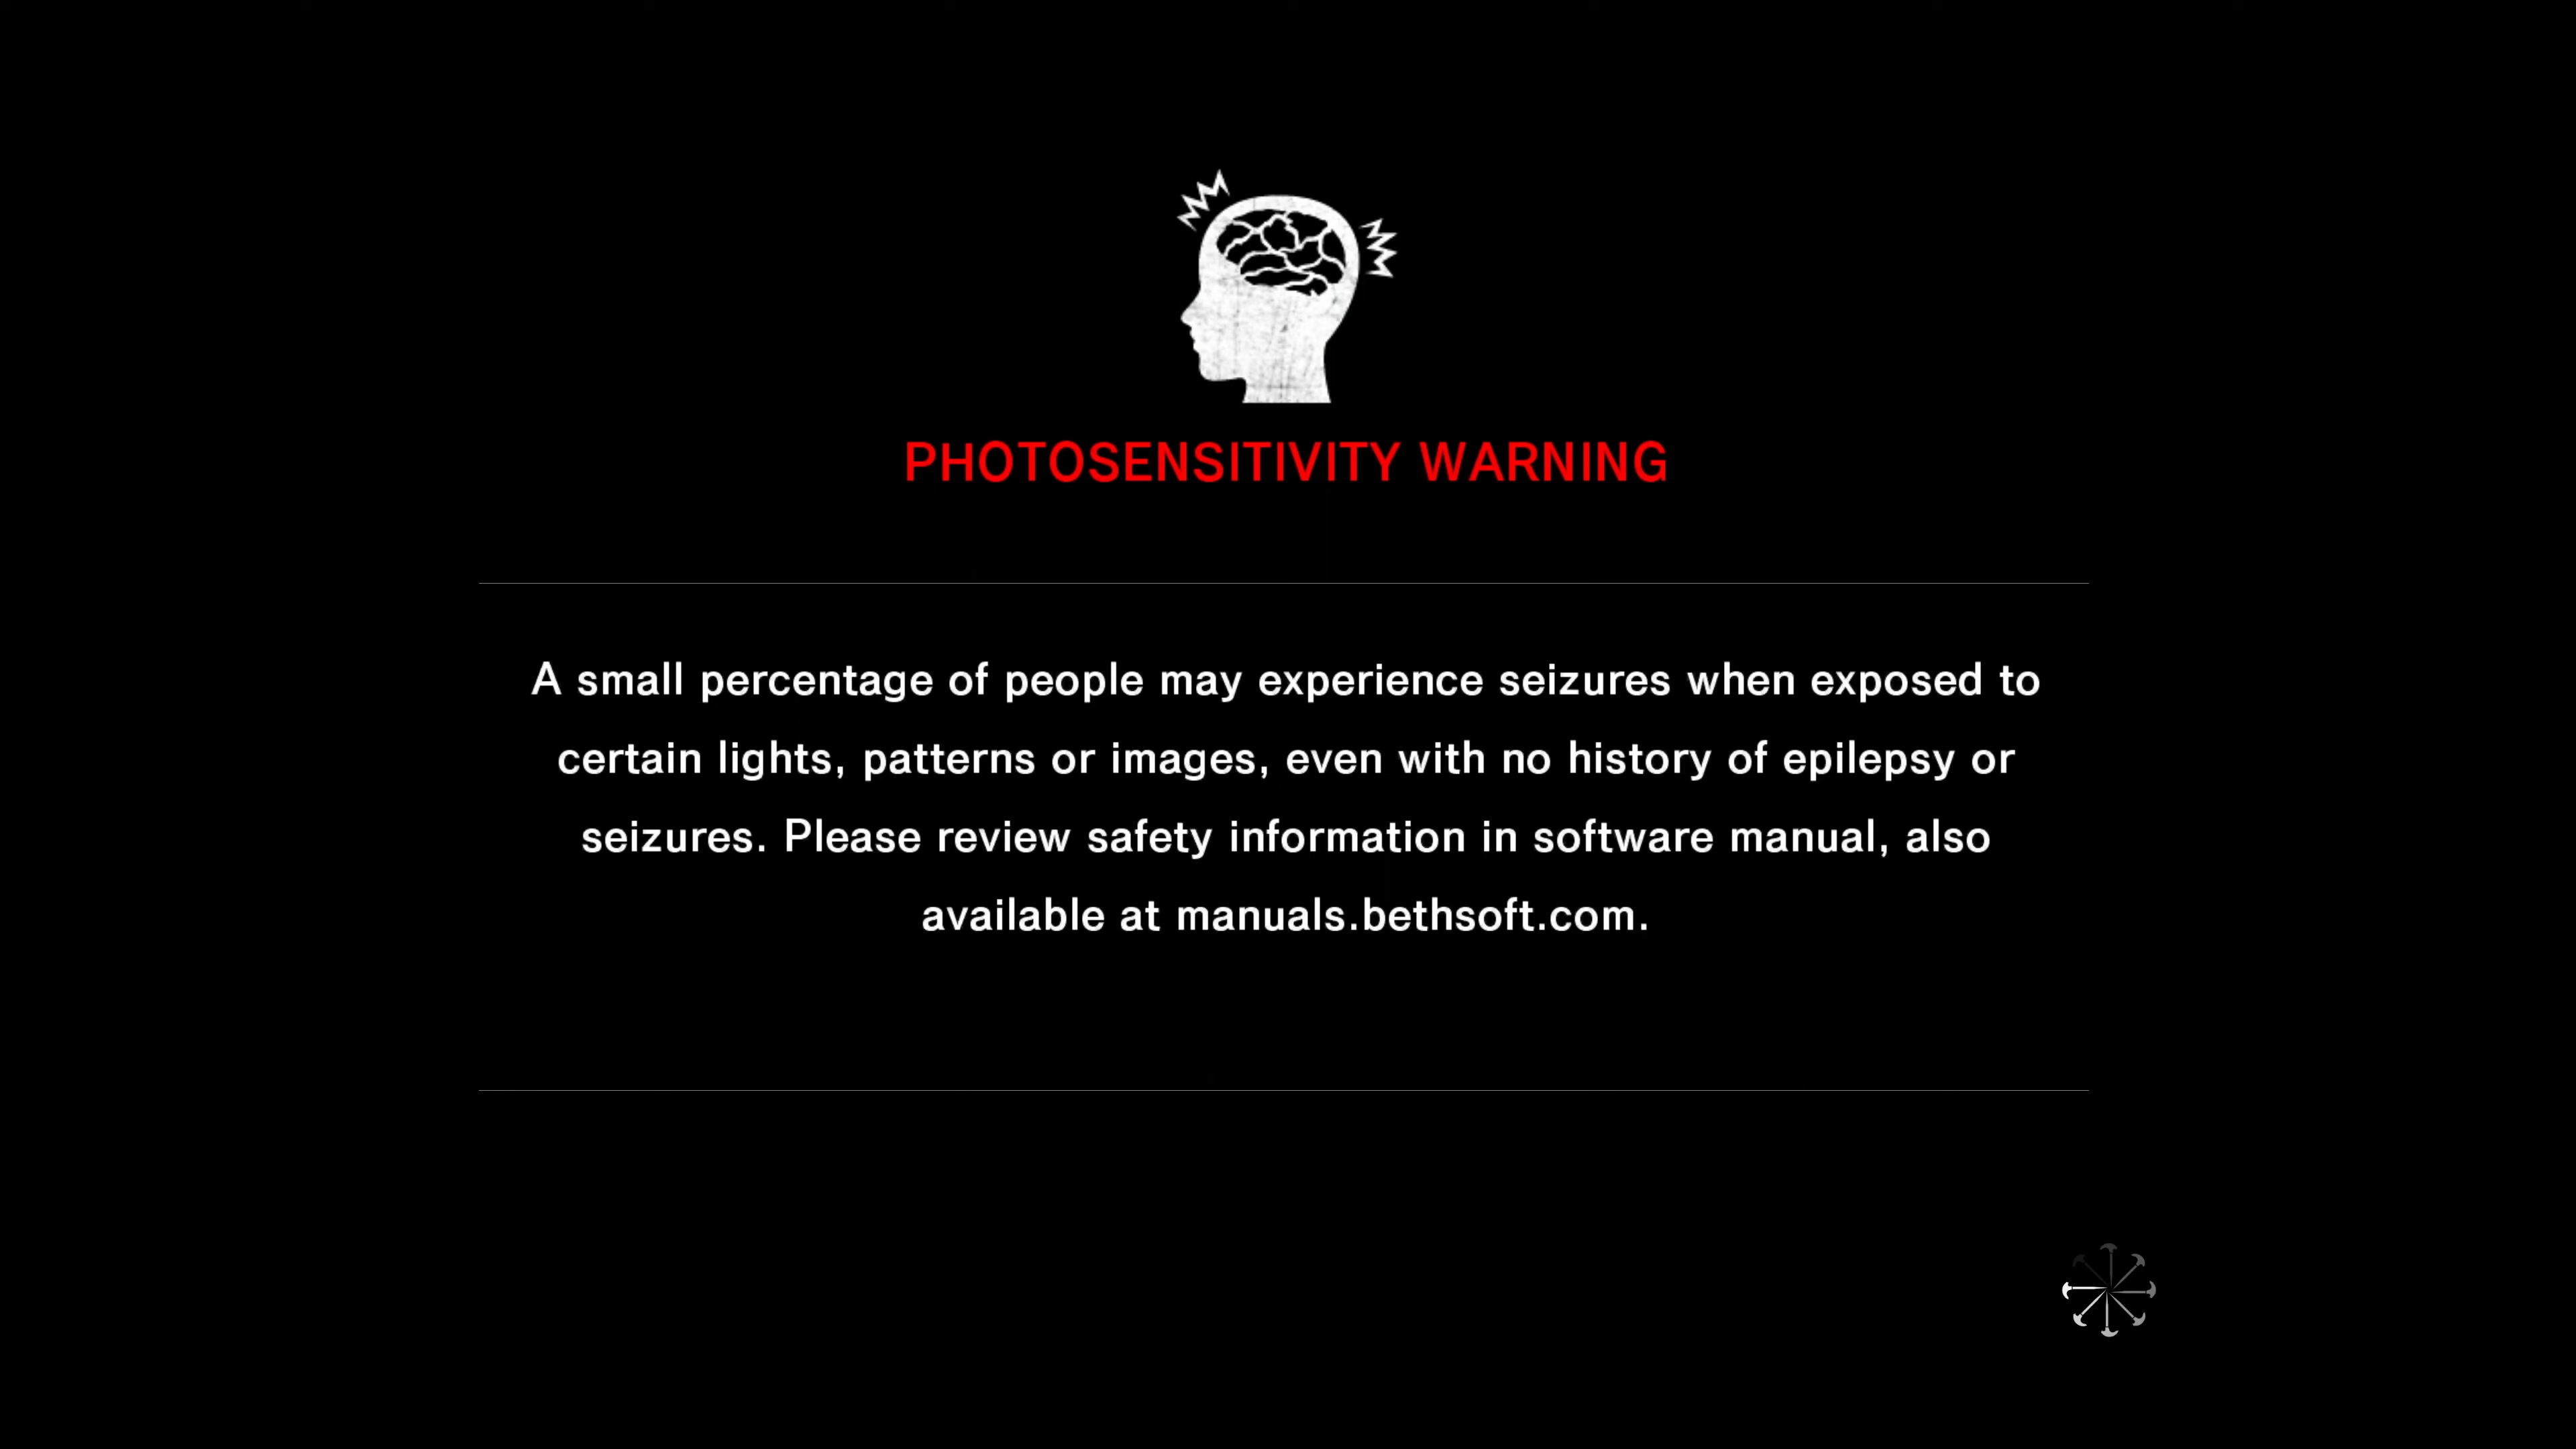 PHOTOSENSITIVITY WARNING
A small percentage of people may experience seizures when exposed to
certain lights, patterns or images, even with no history of epilepsy or
seizures. Please review safety information in software manual, also
available at manuals.bethsoft.com.